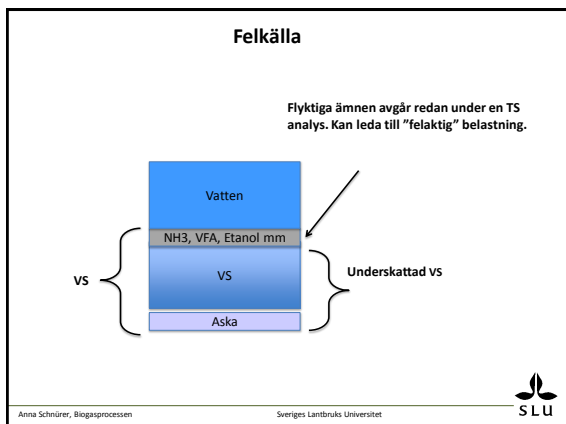 Felkälla
Flyktiga ämnen avgår redan under en TS
analys. Kan leda till ”felaktig” belastning.
Vatten
NH3, VFA, Etanol mm
VS
VS
Underskattad VS
Aska
Anna Schnürer, Biogasprocessen
Sveriges Lantbruks Universitet
SLU